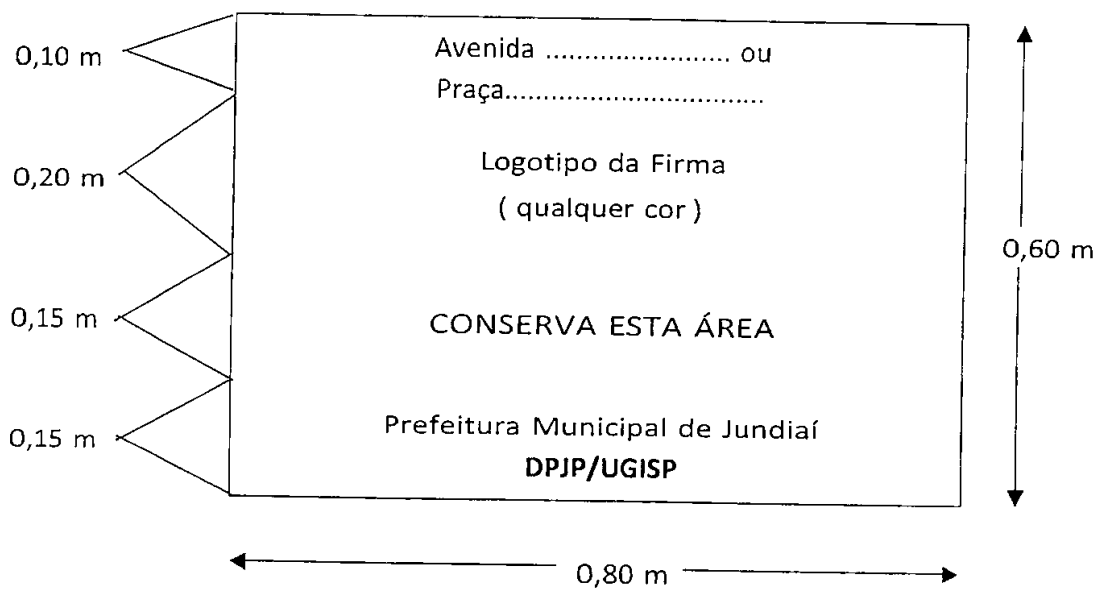 0,10 m
Avenida ....................... ou
Praça................................
0,20 m
Logotipo da Firma
( qualquer cor )
0,60 m
0,15 m
CONSERVA ESTA ÁREA
0,15 m
Prefeitura Municipal de Jundiaí
DPJP/UGISP
0,80 m